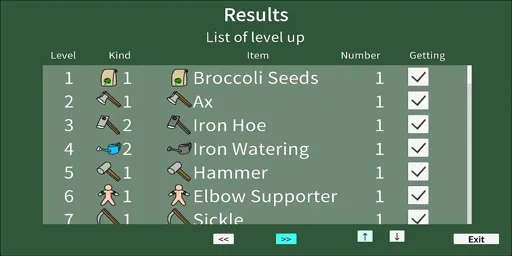 Results
List of level up
Level Kind Item Number Getting
1 1 Broccoli Seeds 1
2 1 Ax 1
3 2 Iron Hoe 1
4 2 Iron Watering 1
5 1 Hammer 1
6 1 Elbow Supporter 1
7 1 Sickle 1
<< >> ↑ ↓ Exit